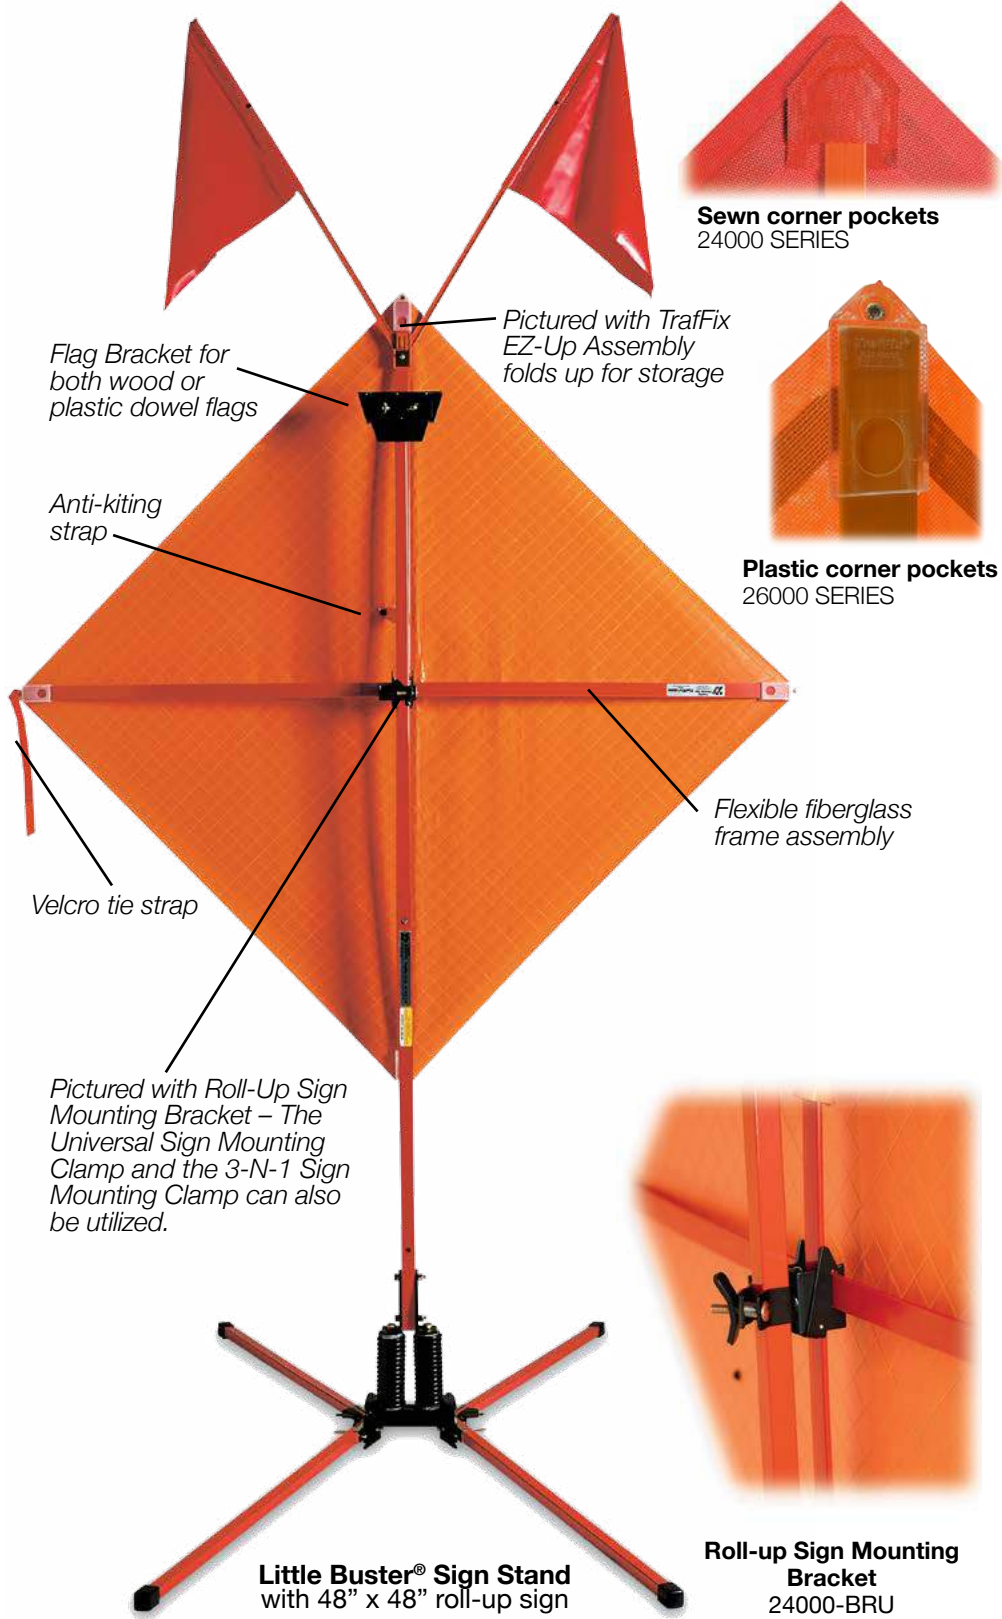 Sewn corner pockets
24000 SERIES
Pictured with TrafFix
EZ-Up Assembly
folds up for storage
Flag Bracket for
both wood or
plastic dowel flags
Anti-kiting
strap
Plastic corner pockets
26000 SERIES
Flexible fiberglass
frame assembly
Velcro tie strap
Pictured with Roll-Up Sign
Mounting Bracket – The
Universal Sign Mounting
Clamp and the 3-N-1 Sign
Mounting Clamp can also
be utilized.
Little Buster® Sign Stand
with 48” x 48” roll-up sign
Roll-up Sign Mounting
Bracket
24000-BRU